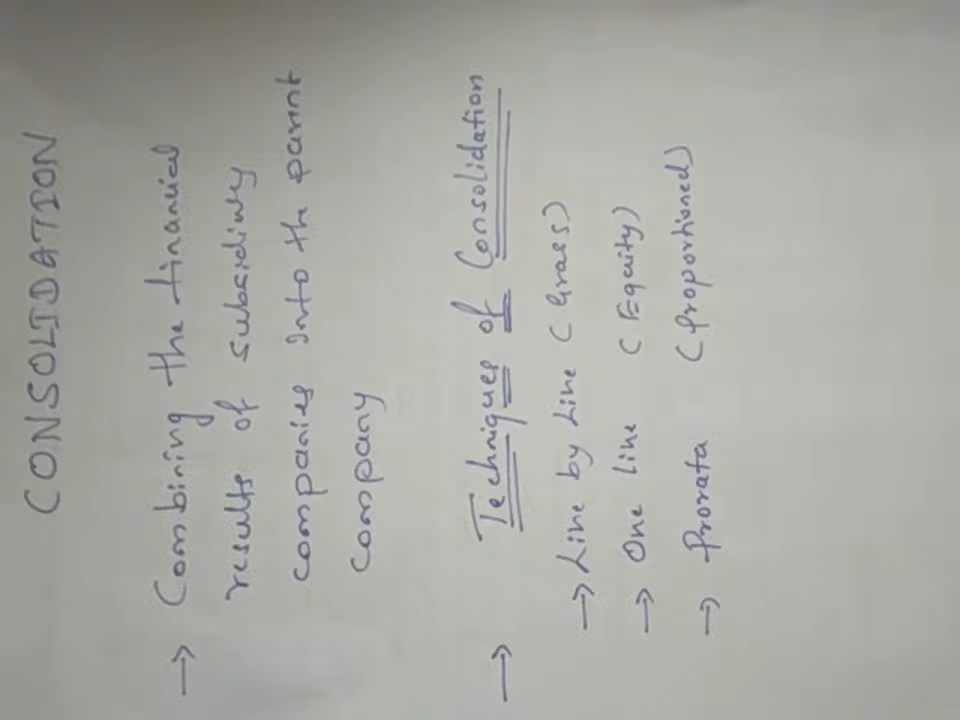 CONSOLIDATION
→ Combining the financial
results of subsidiary
companies into the parent
company
→ Techniques of Consolidation
→ Line by Line (Grass)
→ One line (Equity)
→ Prorata (Proportioned)